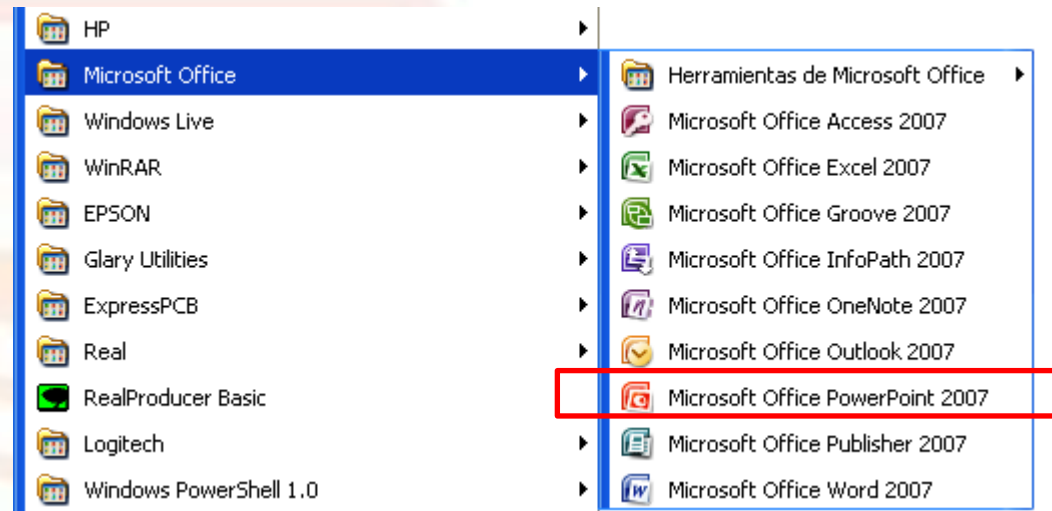 HP
Microsoft Office
Windows Live
WinRAR
EPSON
Glary Utilities
ExpressPCB
Real
RealProducer Basic
Logitech
Windows PowerShell 1.0
Herramientas de Microsoft Office
Microsoft Office Access 2007
Microsoft Office Excel 2007
Microsoft Office Groove 2007
Microsoft Office InfoPath 2007
Microsoft Office OneNote 2007
Microsoft Office Outlook 2007
Microsoft Office PowerPoint 2007
Microsoft Office Publisher 2007
Microsoft Office Word 2007